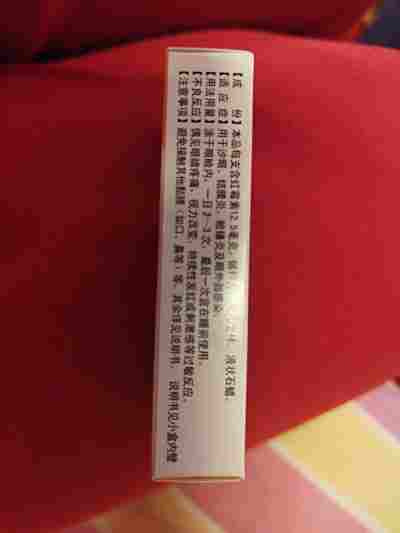 【成 份】本品每支含红霉素12.5毫克。辅料 液状石蜡。
【适 应 症】用于沙眼、结膜炎、睑缘炎及眼外部感染。
【用法用量】涂于眼睑内，一日2-3次，最后一次宜在睡前使用。
【不良反应】偶见眼睛疼痛，视力改变，持续性发红或刺激感等过敏反应。
【注意事项】避免接触其他黏膜（如口、鼻等）等。其余详见说明书。 说明书见小盒内壁